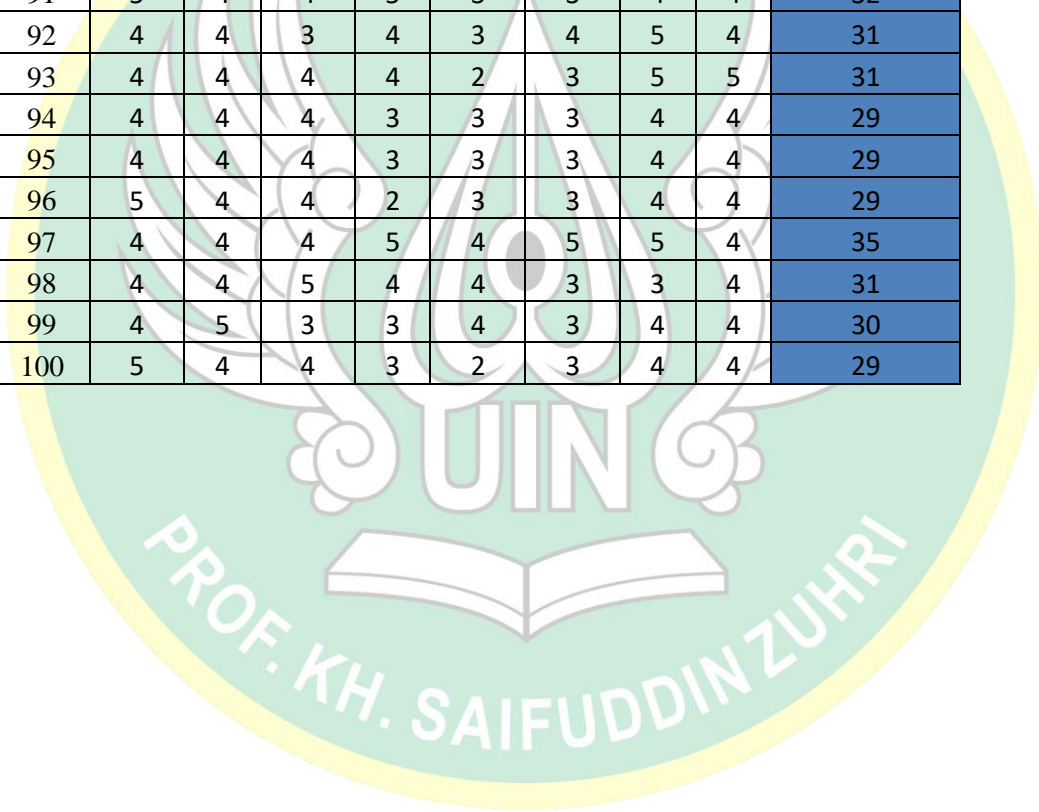 92 4 4 3 4 3 4 5 4 31
93 4 4 4 4 2 3 5 5 31
94 4 4 4 3 3 3 4 4 29
95 4 4 4 3 3 3 4 4 29
96 5 4 4 2 3 3 4 4 29
97 4 4 4 5 4 5 5 4 35
98 4 4 5 4 4 3 3 4 31
99 4 5 3 3 4 3 4 4 30
100 5 4 4 3 2 3 4 4 29
UIN
PROF. KH. SAIFUDDIN ZUHRI